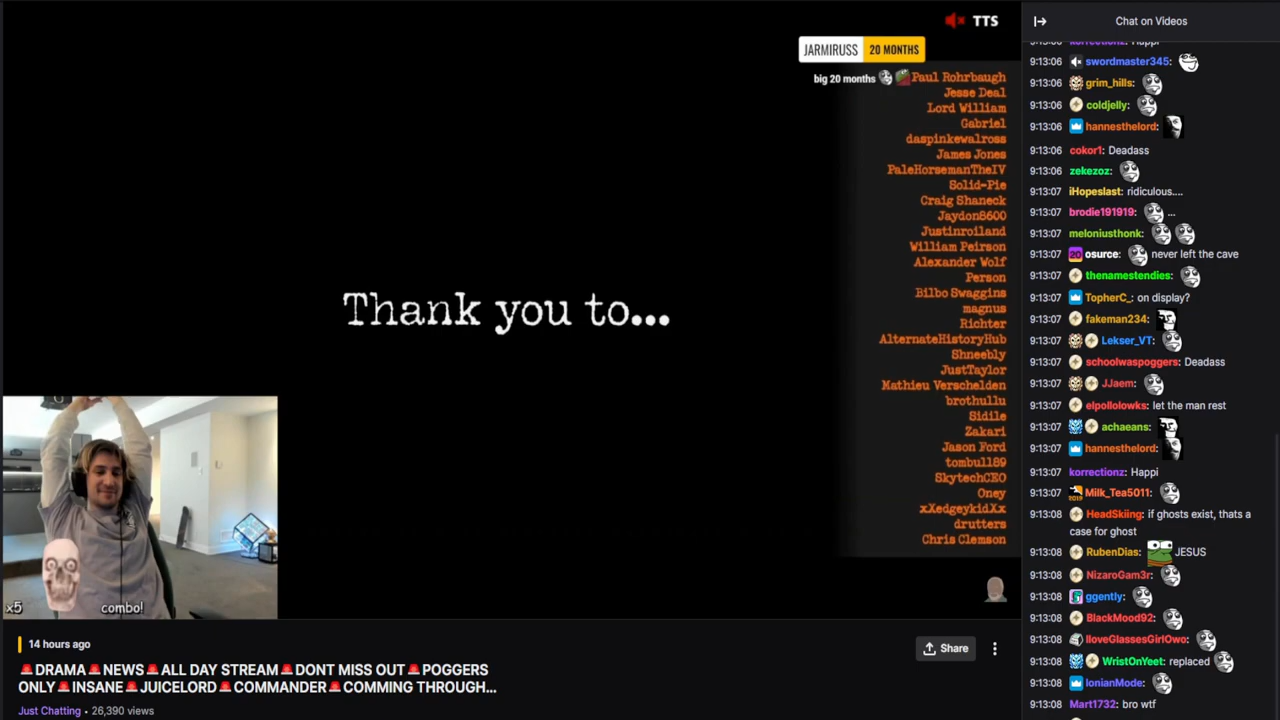 TTS
JARMIRUSS 20 MONTHS
big 20 months
Paul Rohrbaugh
Jesse Deal
Lord William
Gabriel
daspinkewalross
James Jones
PaleHorsemanTheIV
Solid-Pie
Craig Shaneck
Jaydon8600
Justinroiland
William Peirson
Alexander Wolf
Person
Bilbo Swaggins
magnus
Richter
AlternateHistoryHub
Shneebly
JustTaylor
Mathieu Verschelden
brothullu
Sidile
Zakari
Jason Ford
tombull89
SkytechCEO
Oney
xXedgeykidXx
drutters
Chris Clemson
Thank you to...
x5 combo!
14 hours ago
Share
🚨DRAMA🚨NEWS🚨ALL DAY STREAM🚨DONT MISS OUT🚨POGGERS
ONLY🚨INSANE🚨JUICELORD🚨COMMANDER🚨COMMING THROUGH...
Just Chatting • 26,390 views
Chat on Videos
9:13:06 korrectionz: Happi
9:13:06 swordmaster345:
9:13:06 grim_hills:
9:13:06 coldjelly:
9:13:06 hannesthelord:
9:13:06 cokor1: Deadass
9:13:06 zekezoz:
9:13:07 iHopeslast: ridiculous....
9:13:07 brodie191919: ...
9:13:07 meloniusthonk:
9:13:07 20 osource: never left the cave
9:13:07 thenamestendies:
9:13:07 TopherC_: on display?
9:13:07 fakeman234:
9:13:07 Lekser_VT:
9:13:07 schoolwaspoggers: Deadass
9:13:07 JJaem:
9:13:07 elpollolowks: let the man rest
9:13:07 achaeans:
9:13:07 hannesthelord:
9:13:07 korrectionz: Happi
9:13:07 Milk_Tea5011:
9:13:08 HeadSkiing: if ghosts exist, thats a
case for ghost
9:13:08 RubenDias: JESUS
9:13:08 NizaroGam3r:
9:13:08 ggently:
9:13:08 BlackMood92:
9:13:08 IloveGlassesGirlOwo:
9:13:08 WristOnYeet: replaced
9:13:08 IonianMode:
9:13:08 Mart1732: bro wtf